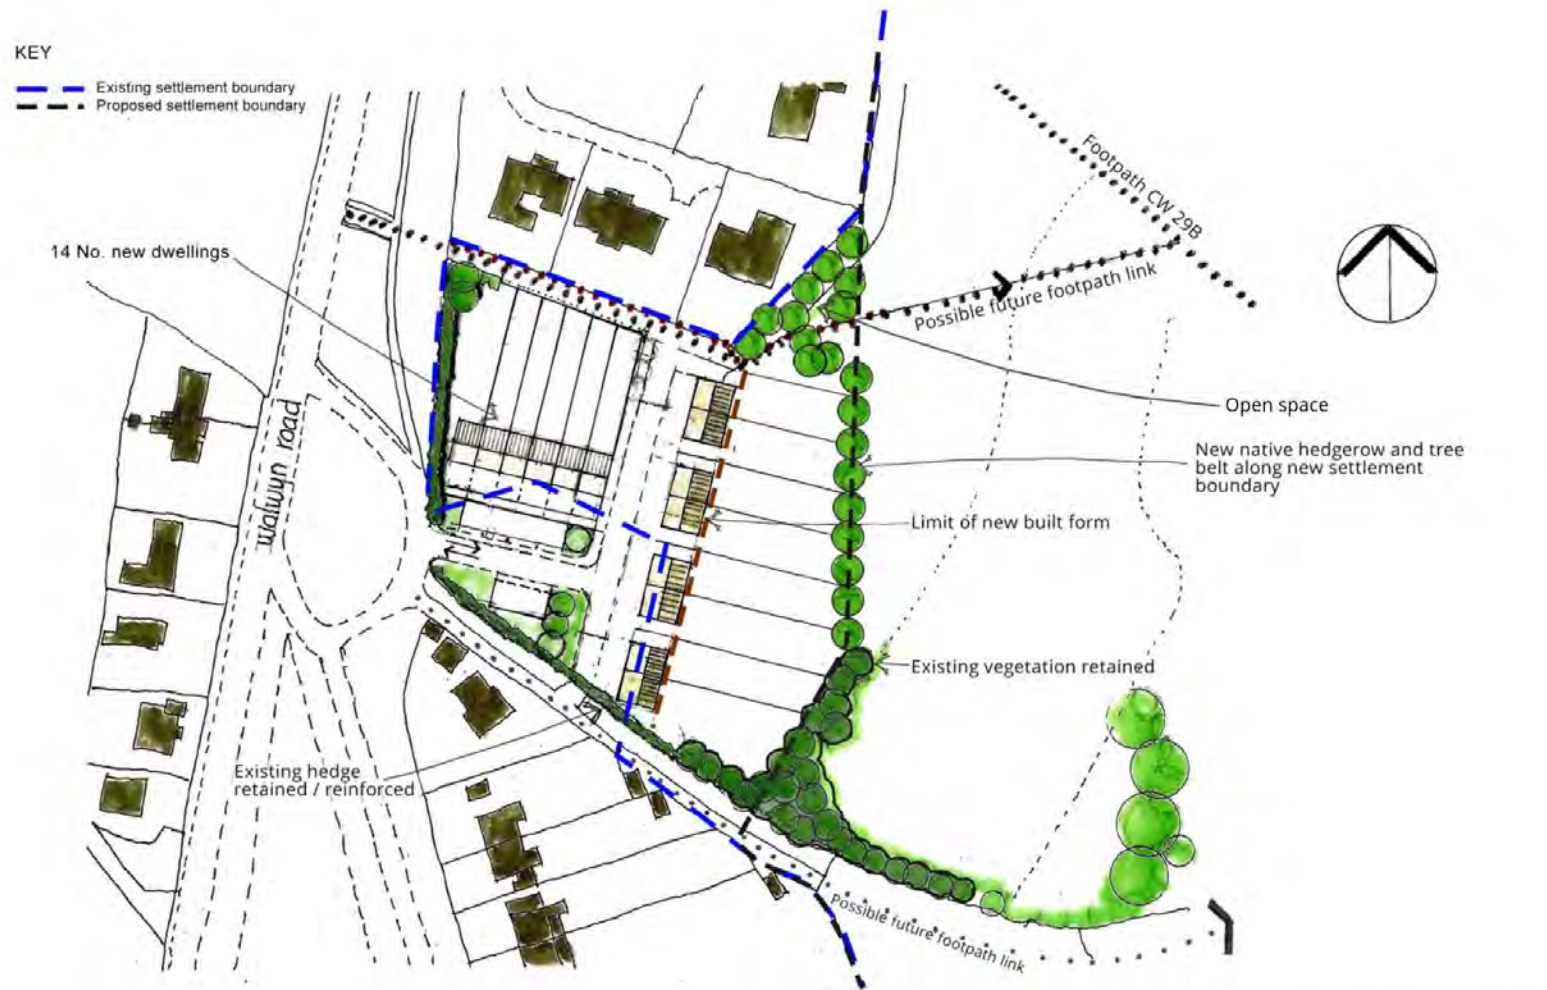 KEY
Existing settlement boundary
Proposed settlement boundary
Footpath CW 29B
14 No. new dwellings
Possible future footpath link
Open space
Walwyn road
New native hedgerow and tree
belt along new settlement
boundary
Limit of new built form
Existing vegetation retained
Existing hedge
retained / reinforced
Possible future footpath link